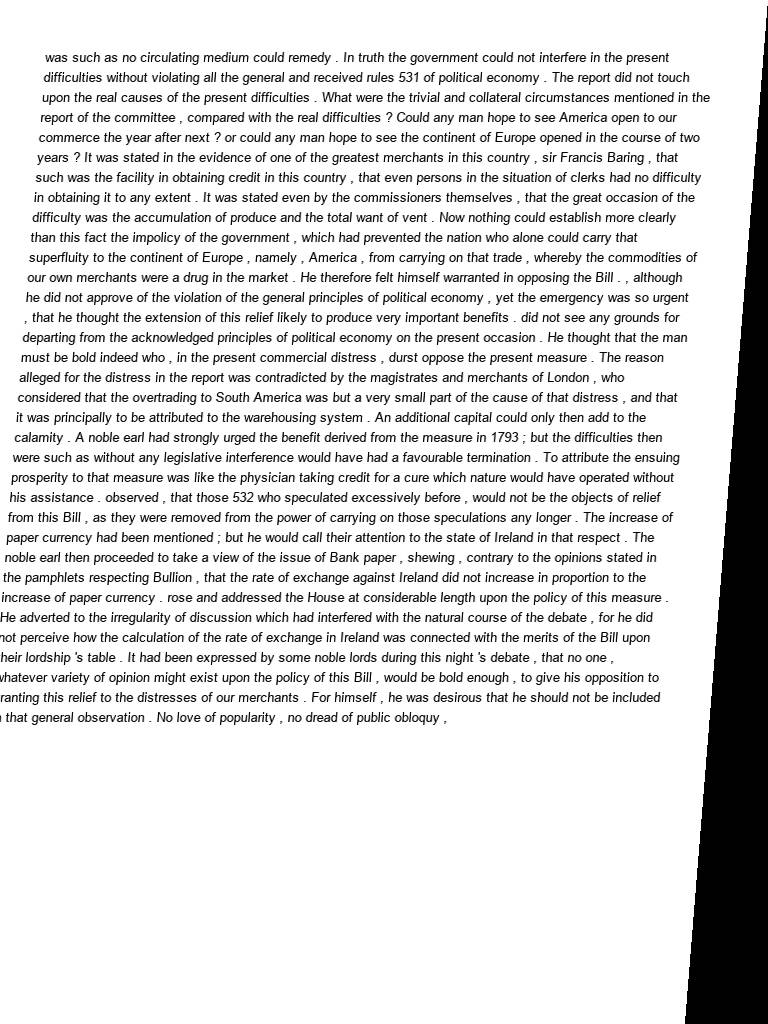 was such as no circulating medium could remedy . In truth the government could not interfere in the present
difficulties without violating all the general and received rules 531 of political economy . The report did not touch
upon the real causes of the present difficulties . What were the trivial and collateral circumstances mentioned in the
report of the committee , compared with the real difficulties ? Could any man hope to see America open to our
commerce the year after next ? or could any man hope to see the continent of Europe opened in the course of two
years ? It was stated in the evidence of one of the greatest merchants in this country , sir Francis Baring , that
such was the facility in obtaining credit in this country , that even persons in the situation of clerks had no difficulty
in obtaining it to any extent . It was stated even by the commissioners themselves , that the great occasion of the
difficulty was the accumulation of produce and the total want of vent . Now nothing could establish more clearly
than this fact the impolicy of the government , which had prevented the nation who alone could carry that
superfluity to the continent of Europe , namely , America , from carrying on that trade , whereby the commodities of
our own merchants were a drug in the market . He therefore felt himself warranted in opposing the Bill . , although
he did not approve of the violation of the general principles of political economy , yet the emergency was so urgent
, that he thought the extension of this relief likely to produce very important benefits . did not see any grounds for
departing from the acknowledged principles of political economy on the present occasion . He thought that the man
must be bold indeed who , in the present commercial distress , durst oppose the present measure . The reason
alleged for the distress in the report was contradicted by the magistrates and merchants of London , who
considered that the overtrading to South America was but a very small part of the cause of that distress , and that
it was principally to be attributed to the warehousing system . An additional capital could only then add to the
calamity . A noble earl had strongly urged the benefit derived from the measure in 1793 ; but the difficulties then
were such as without any legislative interference would have had a favourable termination . To attribute the ensuing
prosperity to that measure was like the physician taking credit for a cure which nature would have operated without
his assistance . observed , that those 532 who speculated excessively before , would not be the objects of relief
from this Bill , as they were removed from the power of carrying on those speculations any longer . The increase of
paper currency had been mentioned ; but he would call their attention to the state of Ireland in that respect . The
noble earl then proceeded to take a view of the issue of Bank paper , shewing , contrary to the opinions stated in
the pamphlets respecting Bullion , that the rate of exchange against Ireland did not increase in proportion to the
increase of paper currency . rose and addressed the House at considerable length upon the policy of this measure .
He adverted to the irregularity of discussion which had interfered with the natural course of the debate , for he did
not perceive how the calculation of the rate of exchange in Ireland was connected with the merits of the Bill upon
their lordship 's table . It had been expressed by some noble lords during this night 's debate , that no one ,
whatever variety of opinion might exist upon the policy of this Bill , would be bold enough , to give his opposition to
ranting this relief to the distresses of our merchants . For himself , he was desirous that he should not be included
that general observation . No love of popularity , no dread of public obloquy ,